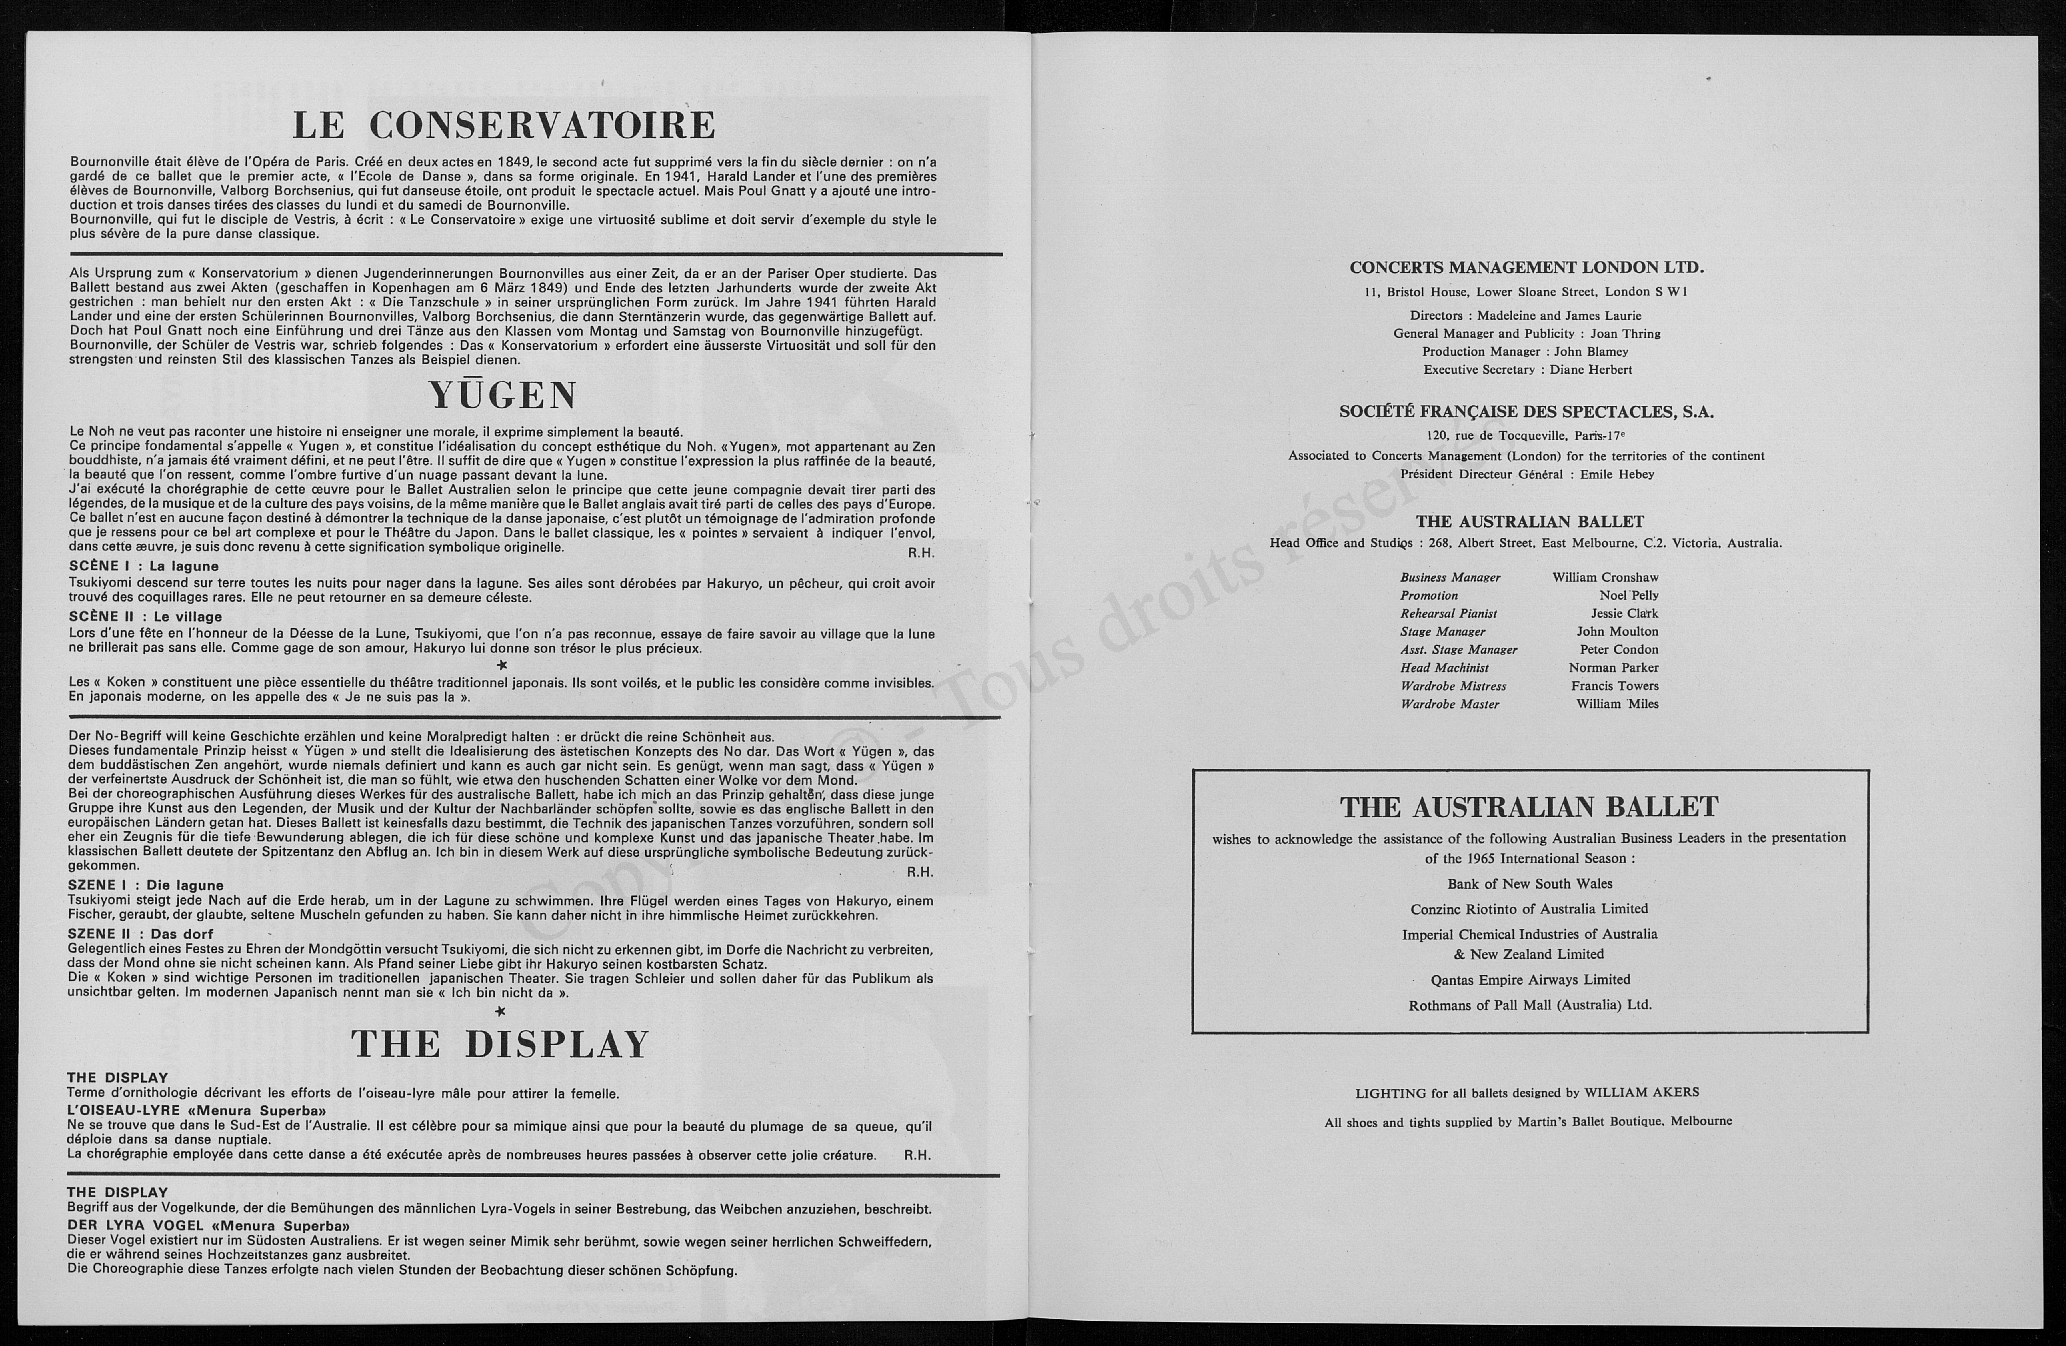 LE CONSERVATOIRE
Bournonville était élève de l'Opéra de Paris. Créé en deux actes en 1849, le second acte fut supprimé vers la fin du siècle dernier : on n'a
gardé de ce ballet que le premier acte, « l'Ecole de Danse », dans sa forme originale. En 1941, Harald Lander et l'une des premières
élèves de Bournonville, Valborg Borchsenius, qui fut danseuse étoile, ont produit le spectacle actuel. Mais Poul Gnatt y a ajouté une intro-
duction et trois danses tirées des classes du lundi et du samedi de Bournonville.
Bournonville, qui fut le disciple de Vestris, à écrit : « Le Conservatoire » exige une virtuosité sublime et doit servir d'exemple du style le
plus sévère de la pure danse classique.
Als Ursprung zum « Konservatorium » dienen Jugenderinnerungen Bournonvilles aus einer Zeit, da er an der Pariser Oper studierte. Das
Ballett bestand aus zwei Akten (geschaffen in Kopenhagen am 6 März 1849) und Ende des letzten Jarhunderts wurde der zweite Akt
gestrichen : man behielt nur den ersten Akt : « Die Tanzschule » in seiner ursprünglichen Form zurück. Im Jahre 1941 führten Harald
Lander und eine der ersten Schülerinnen Bournonvilles, Valborg Borchsenius, die dann Sterntänzerin wurde, das gegenwärtige Ballett auf.
Doch hat Poul Gnatt noch eine Einführung und drei Tänze aus den Klassen vom Montag und Samstag von Bournonville hinzugefügt.
Bournonville, der Schüler de Vestris war, schrieb folgendes : Das « Konservatorium » erfordert eine äusserste Virtuosität und soll für den
strengsten und reinsten Stil des klassischen Tanzes als Beispiel dienen.
YŪGEN
Le Noh ne veut pas raconter une histoire ni enseigner une morale, il exprime simplement la beauté.
Ce principe fondamental s'appelle « Yugen », et constitue l'idéalisation du concept esthétique du Noh. «Yugen», mot appartenant au Zen
bouddhiste, n'a jamais été vraiment défini, et ne peut l'être. Il suffit de dire que « Yugen » constitue l'expression la plus raffinée de la beauté,
la beauté que l'on ressent, comme l'ombre furtive d'un nuage passant devant la lune.
J'ai exécuté la chorégraphie de cette œuvre pour le Ballet Australien selon le principe que cette jeune compagnie devait tirer parti des
légendes, de la musique et de la culture des pays voisins, de la même manière que le Ballet anglais avait tiré parti de celles des pays d'Europe.
Ce ballet n'est en aucune façon destiné à démontrer la technique de la danse japonaise, c'est plutôt un témoignage de l'admiration profonde
que je ressens pour ce bel art complexe et pour le Théâtre du Japon. Dans le ballet classique, les « pointes » servaient à indiquer l'envol,
dans cette æuvre, je suis donc revenu à cette signification symbolique originelle.
R.H.
SCÈNE I : La lagune
Tsukiyomi descend sur terre toutes les nuits pour nager dans la lagune. Ses ailes sont dérobées par Hakuryo, un pêcheur, qui croit avoir
trouvé des coquillages rares. Elle ne peut retourner en sa demeure céleste.
SCÈNE II : Le village
Lors d'une fête en l'honneur de la Déesse de la Lune, Tsukiyomi, que l'on n'a pas reconnue, essaye de faire savoir au village que la lune
ne brillerait pas sans elle. Comme gage de son amour, Hakuryo lui donne son trésor le plus précieux.
Les « Koken » constituent une pièce essentielle du théâtre traditionnel japonais. Ils sont voilés, et le public les considère comme invisibles.
En japonais moderne, on les appelle des « Je ne suis pas la ».
Der No-Begriff will keine Geschichte erzählen und keine Moralpredigt halten : er drückt die reine Schönheit aus.
Dieses fundamentale Prinzip heisst « Yügen » und stellt die Idealisierung des ästetischen Konzepts des No dar. Das Wort « Yügen », das
dem buddästischen Zen angehört, wurde niemals definiert und kann es auch gar nicht sein. Es genügt, wenn man sagt, dass « Yügen »
der verfeinertste Ausdruck der Schönheit ist, die man so fühlt, wie etwa den huschenden Schatten einer Wolke vor dem Mond.
Bei der choreographischen Ausführung dieses Werkes für des australische Ballett, habe ich mich an das Prinzip gehalten, dass diese junge
Gruppe ihre Kunst aus den Legenden, der Musik und der Kultur der Nachbarländer schöpfen sollte, sowie es das englische Ballett in den
europäischen Ländern getan hat. Dieses Ballett ist keinesfalls dazu bestimmt, die Technik des japanischen Tanzes vorzuführen, sondern soll
eher ein Zeugnis für die tiefe Bewunderung ablegen, die ich für diese schöne und komplexe Kunst und das japanische Theater habe. Im
klassischen Ballett deutete der Spitzentanz den Abflug an. Ich bin in diesem Werk auf diese ursprüngliche symbolische Bedeutung zurück-
gekommen.
R.H.
SZENE I : Die lagune
Tsukiyomi steigt jede Nach auf die Erde herab, um in der Lagune zu schwimmen. Ihre Flügel werden eines Tages von Hakuryo, einem
Fischer, geraubt, der glaubte, seltene Muscheln gefunden zu haben. Sie kann daher nicht in ihre himmlische Heimet zurückkehren.
SZENE II : Das dorf
Gelegentlich eines Festes zu Ehren der Mondgöttin versucht Tsukiyomi, die sich nicht zu erkennen gibt, im Dorfe die Nachricht zu verbreiten,
dass der Mond ohne sie nicht scheinen kann. Als Pfand seiner Liebe gibt ihr Hakuryo seinen kostbarsten Schatz.
Die « Koken » sind wichtige Personen im traditionellen japanischen Theater. Sie tragen Schleier und sollen daher für das Publikum als
unsichtbar gelten. Im modernen Japanisch nennt man sie « Ich bin nicht da ».
THE DISPLAY
THE DISPLAY
Terme d'ornithologie décrivant les efforts de l'oiseau-lyre mâle pour attirer la femelle.
L'OISEAU-LYRE «Menura Superba»
Ne se trouve que dans le Sud-Est de l'Australie. Il est célèbre pour sa mimique ainsi que pour la beauté du plumage de sa queue, qu'il
déploie dans sa danse nuptiale.
La chorégraphie employée dans cette danse a été exécutée après de nombreuses heures passées à observer cette jolie créature. R.H.
THE DISPLAY
Begriff aus der Vogelkunde, der die Bemühungen des männlichen Lyra-Vogels in seiner Bestrebung, das Weibchen anzuziehen, beschreibt.
DER LYRA VOGEL «Menura Superba»
Dieser Vogel existiert nur im Südosten Australiens. Er ist wegen seiner Mimik sehr berühmt, sowie wegen seiner herrlichen Schweiffedern,
die er während seines Hochzeitstanzes ganz ausbreitet.
Die Choreographie diese Tanzes erfolgte nach vielen Stunden der Beobachtung dieser schönen Schöpfung.
CONCERTS MANAGEMENT LONDON LTD.
11, Bristol House, Lower Sloane Street, London S W 1
Directors : Madeleine and James Laurie
General Manager and Publicity : Joan Thring
Production Manager : John Blamey
Executive Secretary : Diane Herbert
SOCIÉTÉ FRANÇAISE DES SPECTACLES, S.A.
120, rue de Tocqueville, Paris-17e
Associated to Concerts Management (London) for the territories of the continent
Président Directeur Général : Emile Hebey
THE AUSTRALIAN BALLET
Head Office and Studios : 268, Albert Street, East Melbourne, C.2. Victoria, Australia.
Business Manager William Cronshaw
Promotion Noel Pelly
Rehearsal Pianist Jessie Clark
Stage Manager John Moulton
Asst. Stage Manager Peter Condon
Head Machinist Norman Parker
Wardrobe Mistress Francis Towers
Wardrobe Master William Miles
THE AUSTRALIAN BALLET
wishes to acknowledge the assistance of the following Australian Business Leaders in the presentation
of the 1965 International Season :
Bank of New South Wales
Conzinc Riotinto of Australia Limited
Imperial Chemical Industries of Australia
& New Zealand Limited
Qantas Empire Airways Limited
Rothmans of Pall Mall (Australia) Ltd.
LIGHTING for all ballets designed by WILLIAM AKERS
All shoes and tights supplied by Martin's Ballet Boutique, Melbourne
© - Tous droits réservés